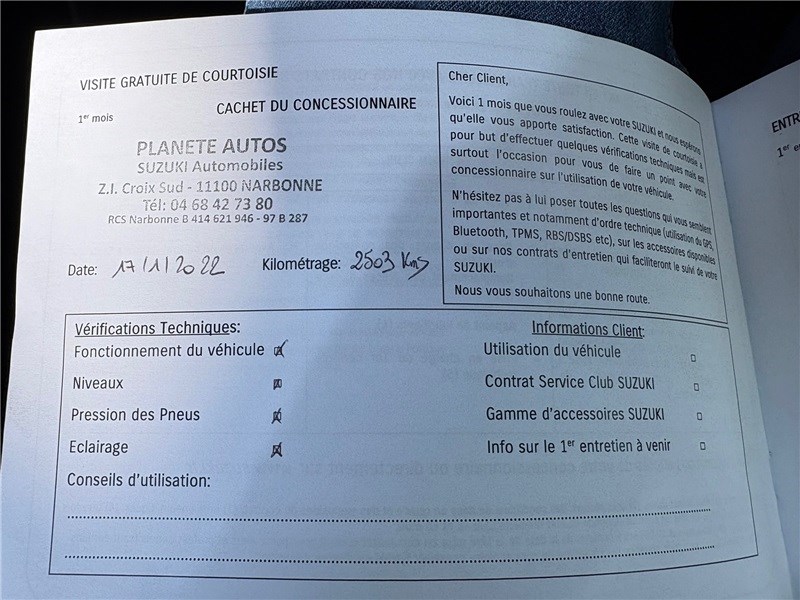 VISITE GRATUITE DE COURTOISIE
1er mois
CACHET DU CONCESSIONNAIRE
PLANETE AUTOS
SUZUKI Automobiles
Z.I. Croix Sud - 11100 NARBONNE
Tél: 04 68 42 73 80
RCS Narbonne B 414 621 946 - 97 B 287
Date: 17/1/2022 Kilométrage: 2503 Kms
Cher Client,
Voici 1 mois que vous roulez avec votre SUZUKI et nous espérons
qu'elle vous apporte satisfaction. Cette visite de courtoisie a
pour but d'effectuer quelques vérifications techniques mais est
surtout l'occasion pour vous de faire un point avec votre
concessionnaire sur l'utilisation de votre véhicule.
N'hésitez pas à lui poser toutes les questions qui vous semblent
importantes et notamment d'ordre technique (utilisation du GPS,
Bluetooth, TPMS, RBS/DSBS etc), sur les accessoires disponibles
ou sur nos contrats d'entretien qui faciliteront le suivi de votre
SUZUKI.
Nous vous souhaitons une bonne route.
Vérifications Techniques:
Fonctionnement du véhicule
Niveaux
Pression des Pneus
Eclairage
Conseils d'utilisation:
Informations Client:
Utilisation du véhicule
Contrat Service Club SUZUKI
Gamme d'accessoires SUZUKI
Info sur le 1er entretien à venir
ENTR
1er e